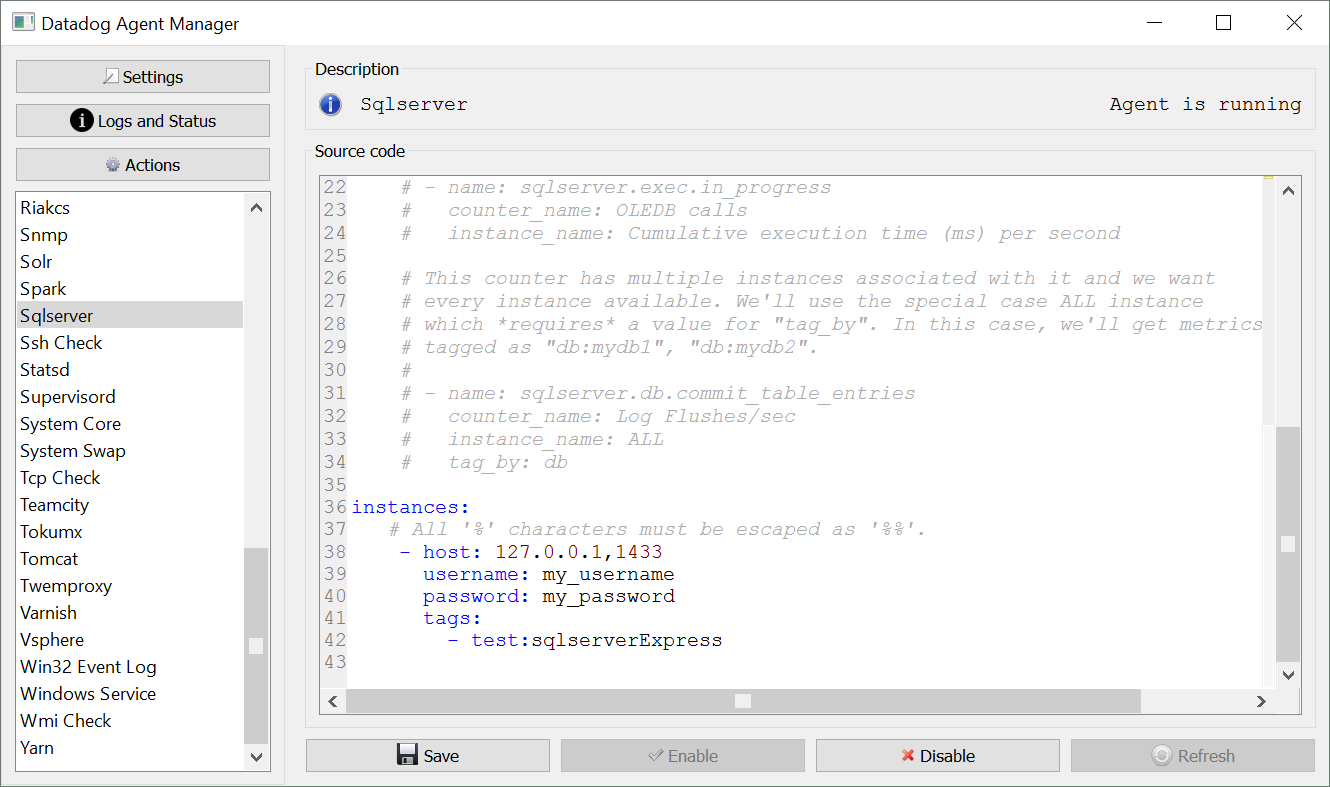 Datadog Agent Manager
Settings
Logs and Status
Actions
Riakcs
Snmp
Solr
Spark
Sqlserver
Ssh Check
Statsd
Supervisord
System Core
System Swap
Tcp Check
Teamcity
Tokumx
Tomcat
Twemproxy
Varnish
Vsphere
Win32 Event Log
Windows Service
Wmi Check
Yarn
Description
Sqlserver Agent is running
Source code
22 # - name: sqlserver.exec.in_progress
23 #   counter_name: OLEDB calls
24 #   instance_name: Cumulative execution time (ms) per second
25
26 # This counter has multiple instances associated with it and we want
27 # every instance available. We'll use the special case ALL instance
28 # which *requires* a value for "tag_by". In this case, we'll get metrics
29 # tagged as "db:mydb1", "db:mydb2".
30 #
31 # - name: sqlserver.db.commit_table_entries
32 #   counter_name: Log Flushes/sec
33 #   instance_name: ALL
34 #   tag_by: db
35
36 instances:
37 # All '%' characters must be escaped as '%%'.
38 - host: 127.0.0.1,1433
39 username: my_username
40 password: my_password
41 tags:
42 - test:sqlserverExpress
43
Save
Enable
Disable
Refresh